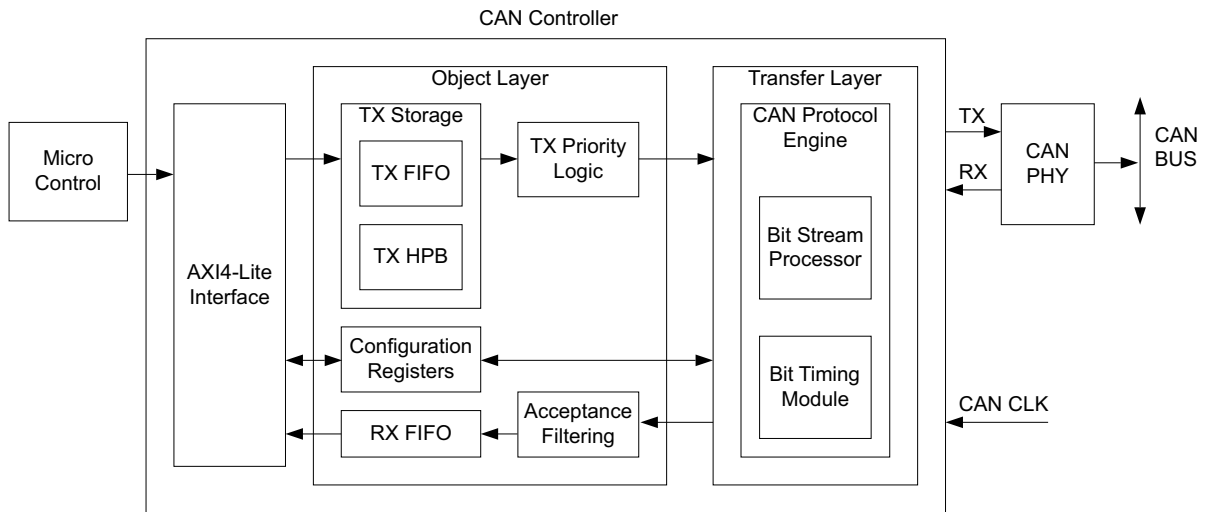 CAN Controller
Object Layer
Transfer Layer
TX Storage
CAN Protocol
Engine
TX
CAN
BUS
Micro
Control
TX FIFO
TX Priority
Logic
CAN
PHY
RX
TX HPB
Bit Stream
Processor
AXI4-Lite
Interface
Configuration
Registers
Bit Timing
Module
CAN CLK
Acceptance
Filtering
RX FIFO